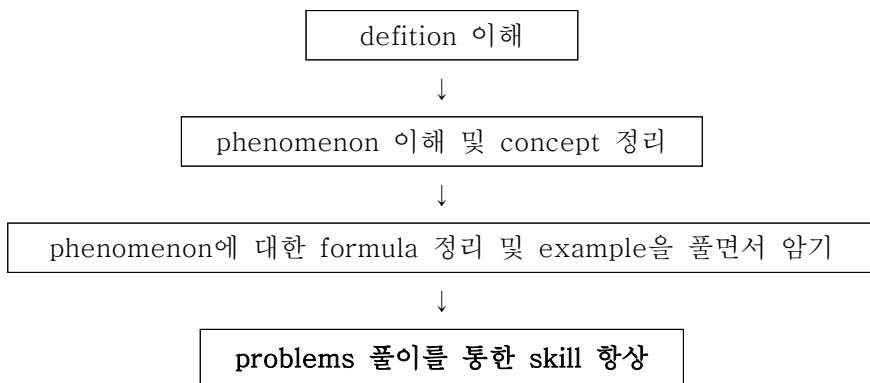 defition 이해
↓
phenomenon 이해 및 concept 정리
↓
phenomenon에 대한 formula 정리 및 example을 풀면서 암기
↓
problems 풀이를 통한 skill 항상